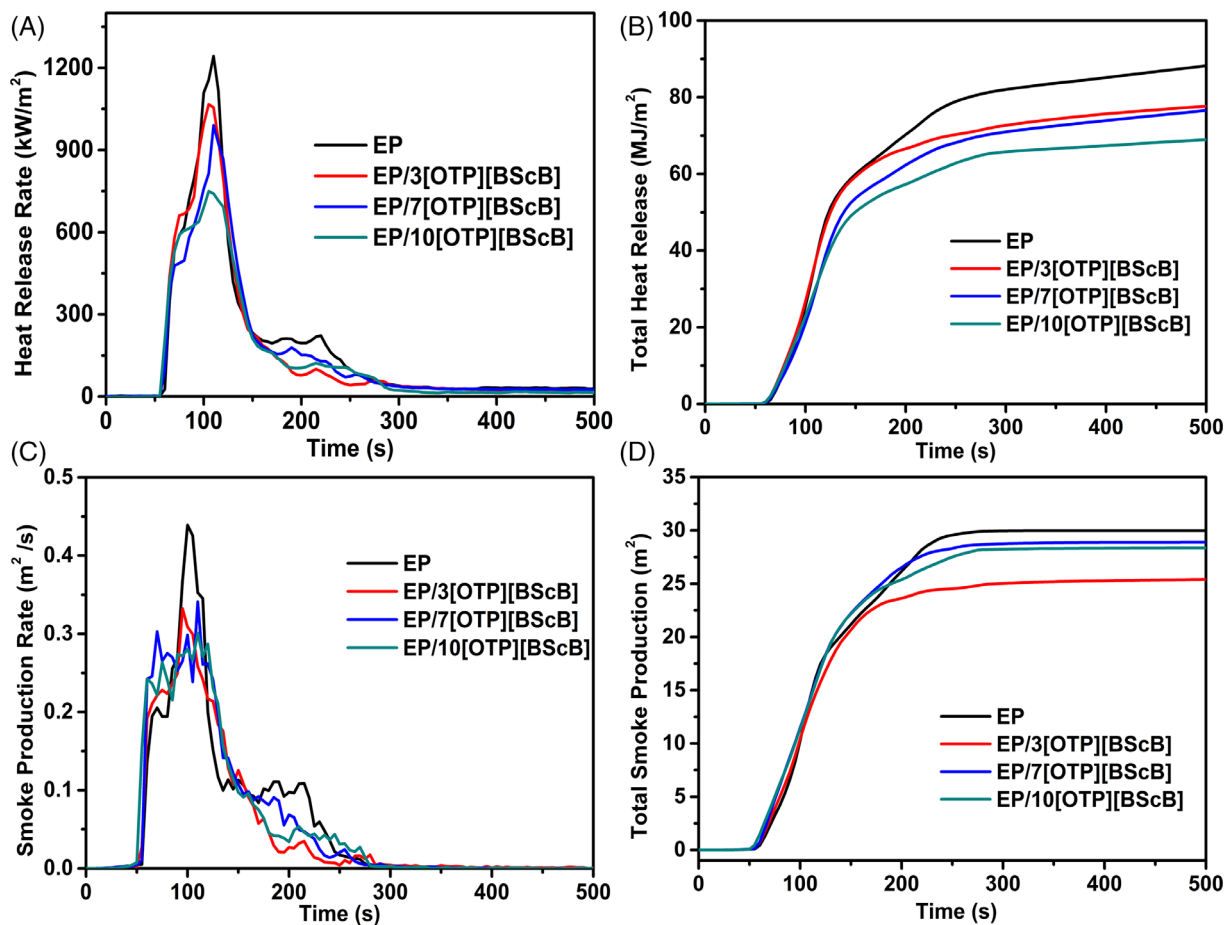 (A)
Heat Release Rate (kW/m²)
1200
900
600
300
0
EP
EP/3[OTP][BScB]
EP/7[OTP][BScB]
EP/10[OTP][BScB]
0 100 200 300 400 500
Time (s)
(B)
Total Heat Release (MJ/m²)
100
80
60
40
20
0
EP
EP/3[OTP][BScB]
EP/7[OTP][BScB]
EP/10[OTP][BScB]
0 100 200 300 400 500
Time (s)
(C)
Smoke Production Rate (m² /s)
0.5
0.4
0.3
0.2
0.1
0.0
EP
EP/3[OTP][BScB]
EP/7[OTP][BScB]
EP/10[OTP][BScB]
0 100 200 300 400 500
Time (s)
(D)
Total Smoke Production (m²)
35
30
25
20
15
10
5
0
EP
EP/3[OTP][BScB]
EP/7[OTP][BScB]
EP/10[OTP][BScB]
0 100 200 300 400 500
Time (s)